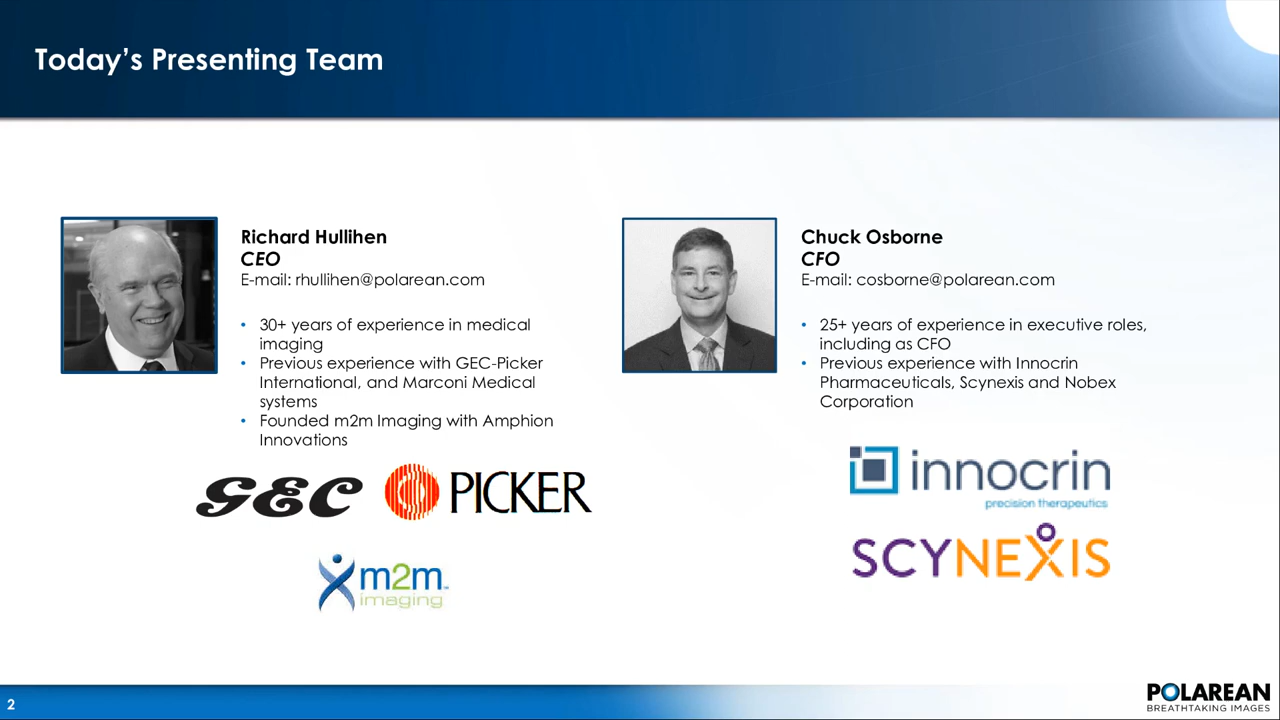 Today's Presenting Team
Richard Hullihen
CEO
E-mail: rhullihen@polarean.com
• 30+ years of experience in medical
imaging
• Previous experience with GEC-Picker
International, and Marconi Medical
systems
• Founded m2m Imaging with Amphion
Innovations
GEC
PICKER
m2m
imaging
Chuck Osborne
CFO
E-mail: cosborne@polarean.com
• 25+ years of experience in executive roles,
including as CFO
• Previous experience with Innocrin
Pharmaceuticals, Scynexis and Nobex
Corporation
innocrin
precision therapeutics
SCYNEXIS
2
POLAREAN
BREATHTAKING IMAGES